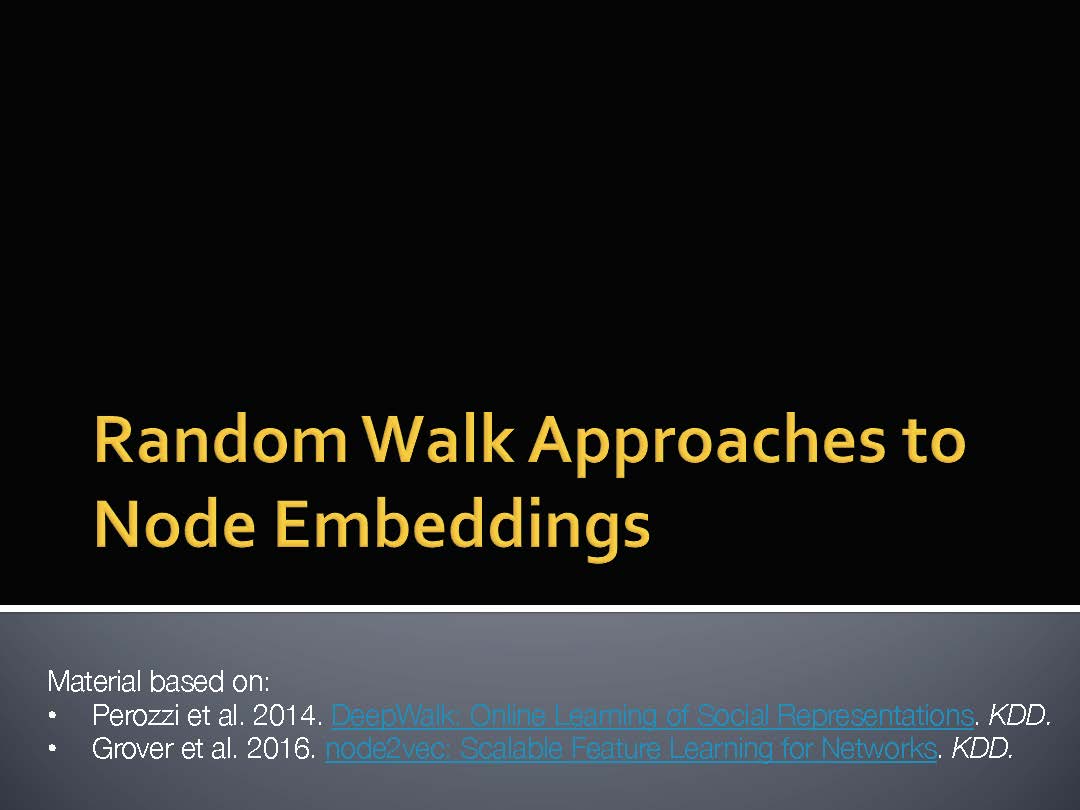 Random Walk Approaches to
Node Embeddings
Material based on:
• Perozzi et al. 2014. DeepWalk: Online Learning of Social Representations. KDD.
• Grover et al. 2016. node2vec: Scalable Feature Learning for Networks. KDD.